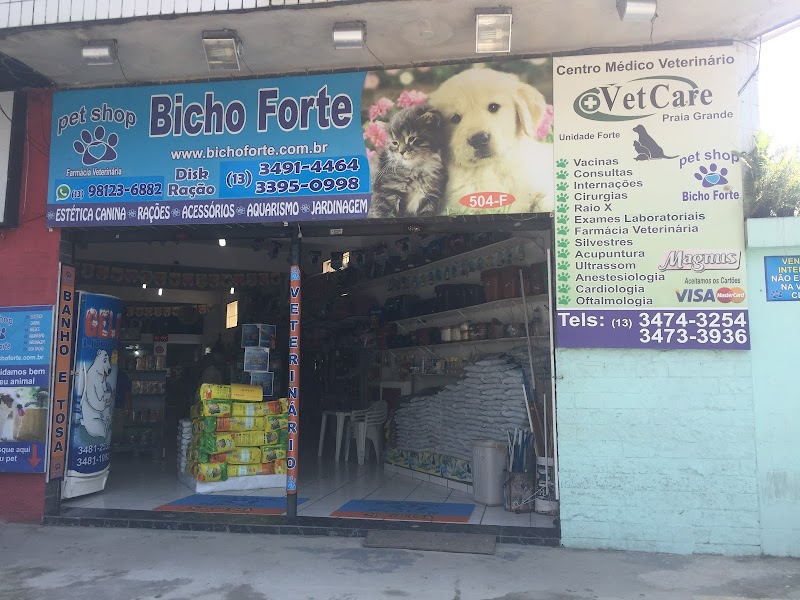 pet shop
Bicho Forte
Farmácia Veterinária
www.bichoforte.com.br
(13) 98123-6882
Disk Ração
(13) 3491-4464
3395-0998
504-F
ESTÉTICA CANINA RAÇÕES ACESSÓRIOS AQUARISMO JARDINAGEM
Centro Médico Veterinário
VetCare
Praia Grande
Unidade Forte
pet shop
Bicho Forte
Vacinas
Consultas
Internações
Cirurgias
Raio X
Exames Laboratoriais
Farmácia Veterinária
Silvestres
Acupuntura
Ultrassom
Anestesiologia
Cardiologia
Oftalmologia
Magnus
Aceitamos os Cartões
VISA MasterCard
Tels: (13) 3474-3254
3473-3936
BANHO E TOSA
VETERINÁRIO